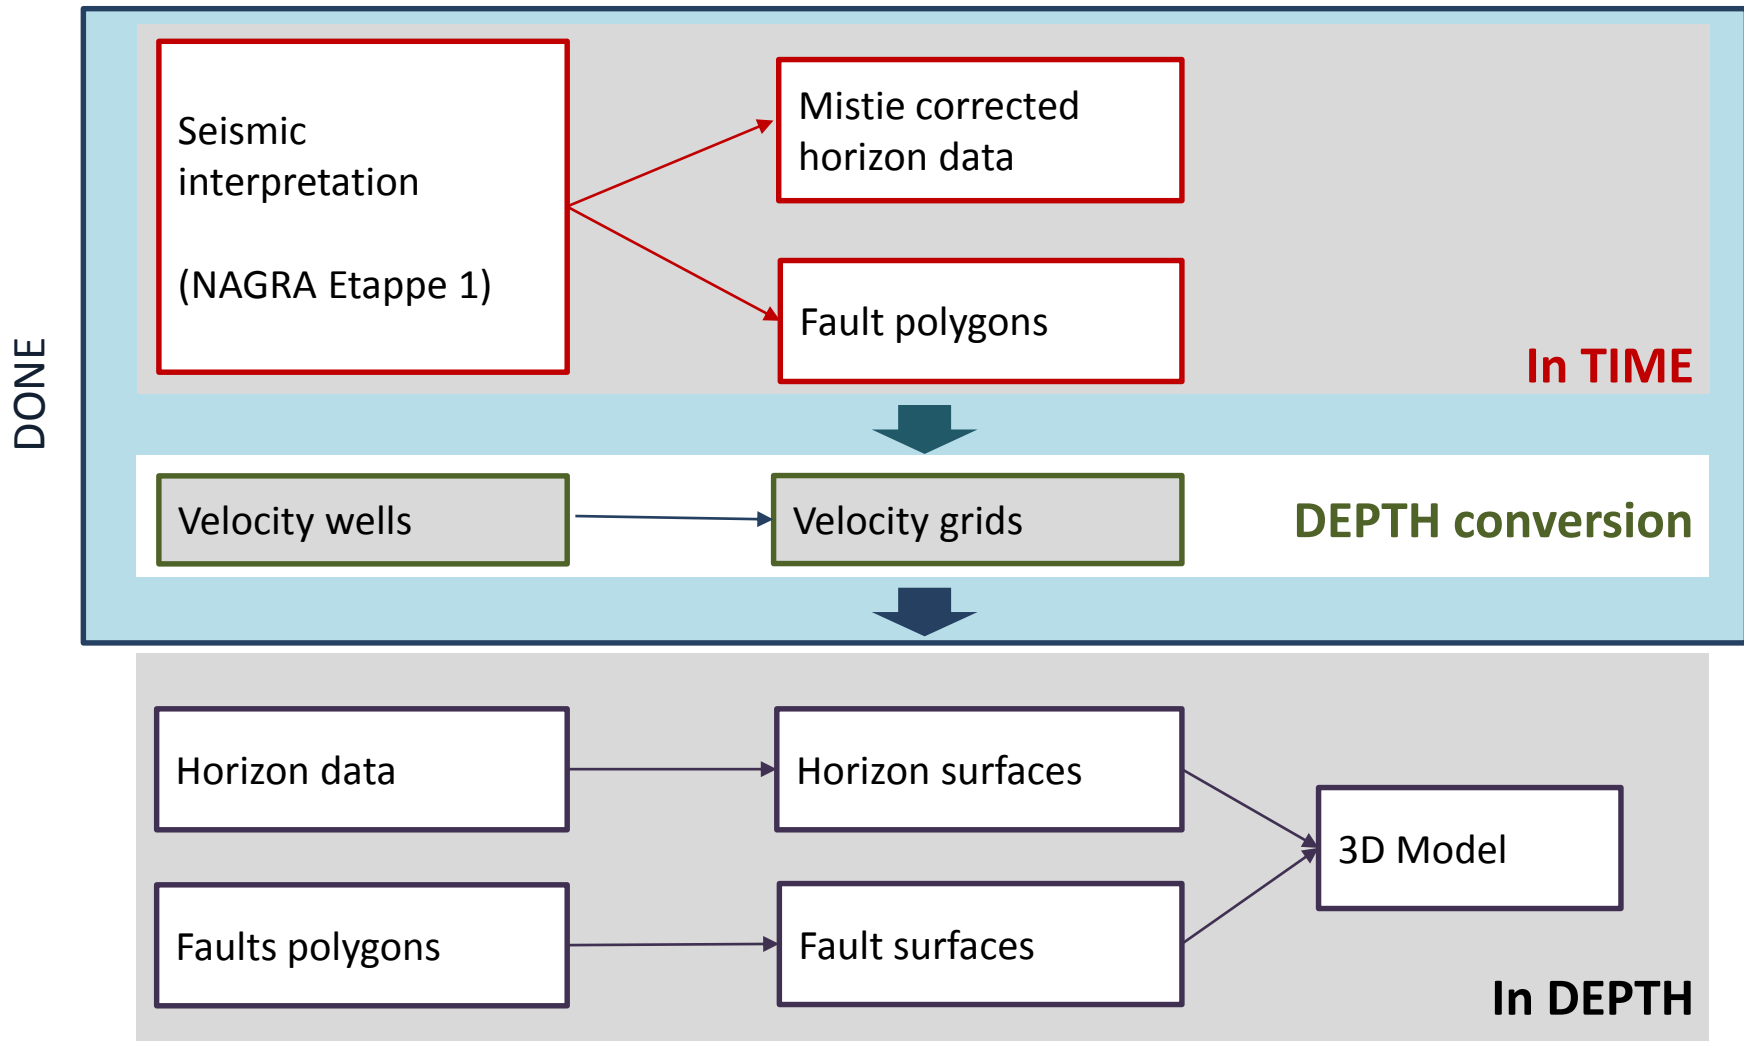 DONE
Seismic
interpretation
(NAGRA Etappe 1)
Mistie corrected
horizon data
Fault polygons
In TIME
Velocity wells
Velocity grids
DEPTH conversion
Horizon data
Horizon surfaces
3D Model
Faults polygons
Fault surfaces
In DEPTH